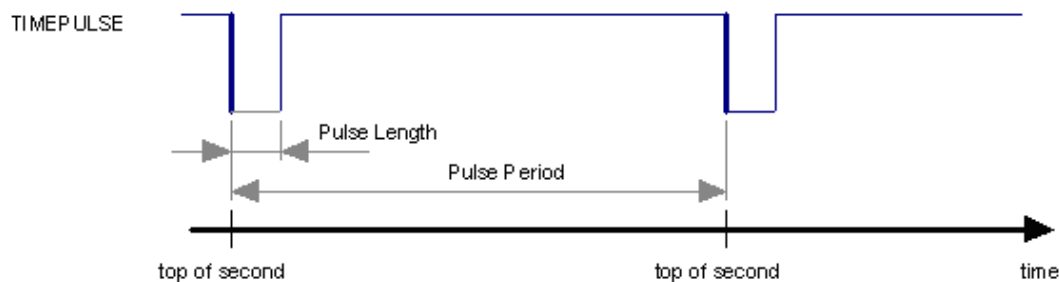 TIMEPULSE
Pulse Length
Pulse Period
top of second
top of second
time